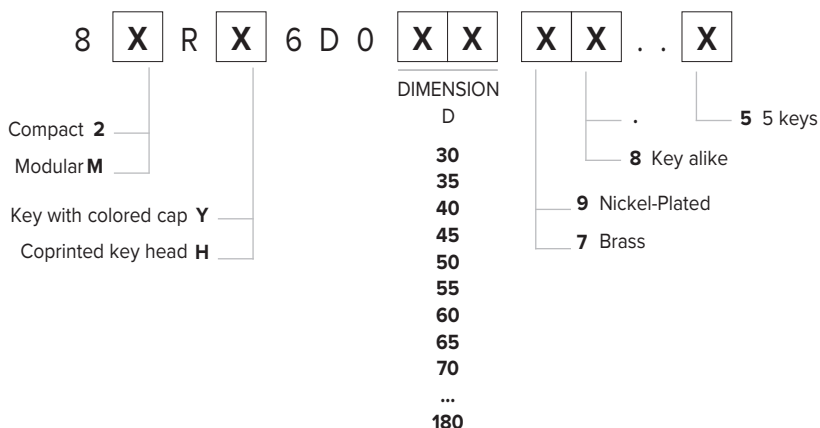 8 X R X 6 D 0 X X X X . . X
DIMENSION
D
Compact 2
Modular M
Key with colored cap Y
Coprinted key head H
30
35
40
45
50
55
60
65
70
...
180
.
8 Key alike
9 Nickel-Plated
7 Brass
5 5 keys